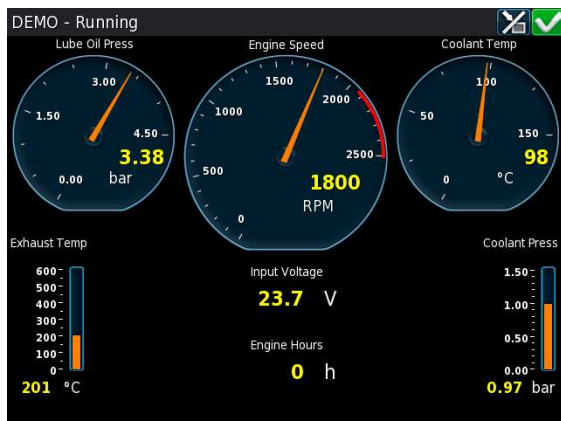 DEMO - Running
Lube Oil Press
3.00
1.50
4.50
3.38
0.00
bar
Engine Speed
1500
1000
2000
500
2500
1800
RPM
0
Coolant Temp
100
50
150
98
0
°C
Exhaust Temp
600
500
400
300
200
100
0
201 °C
Input Voltage
23.7 V
Engine Hours
0 h
Coolant Press
1.50
1.00
0.50
0.00
0.97 bar